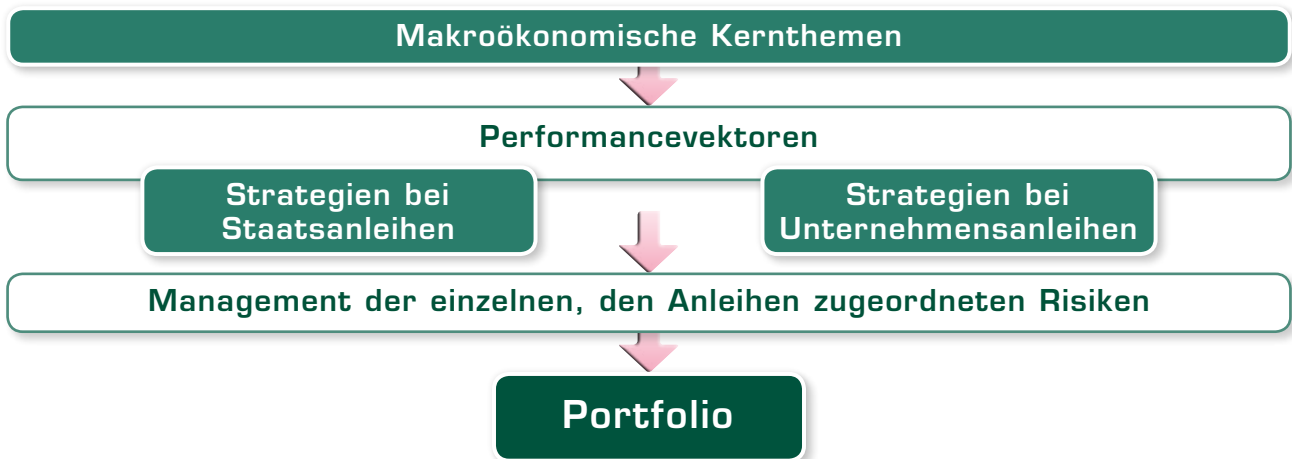 Makroökonomische Kernthemen
Performancevektoren
Strategien bei
Staatsanleihen
Strategien bei
Unternehmensanleihen
Management der einzelnen, den Anleihen zugeordneten Risiken
Portfolio